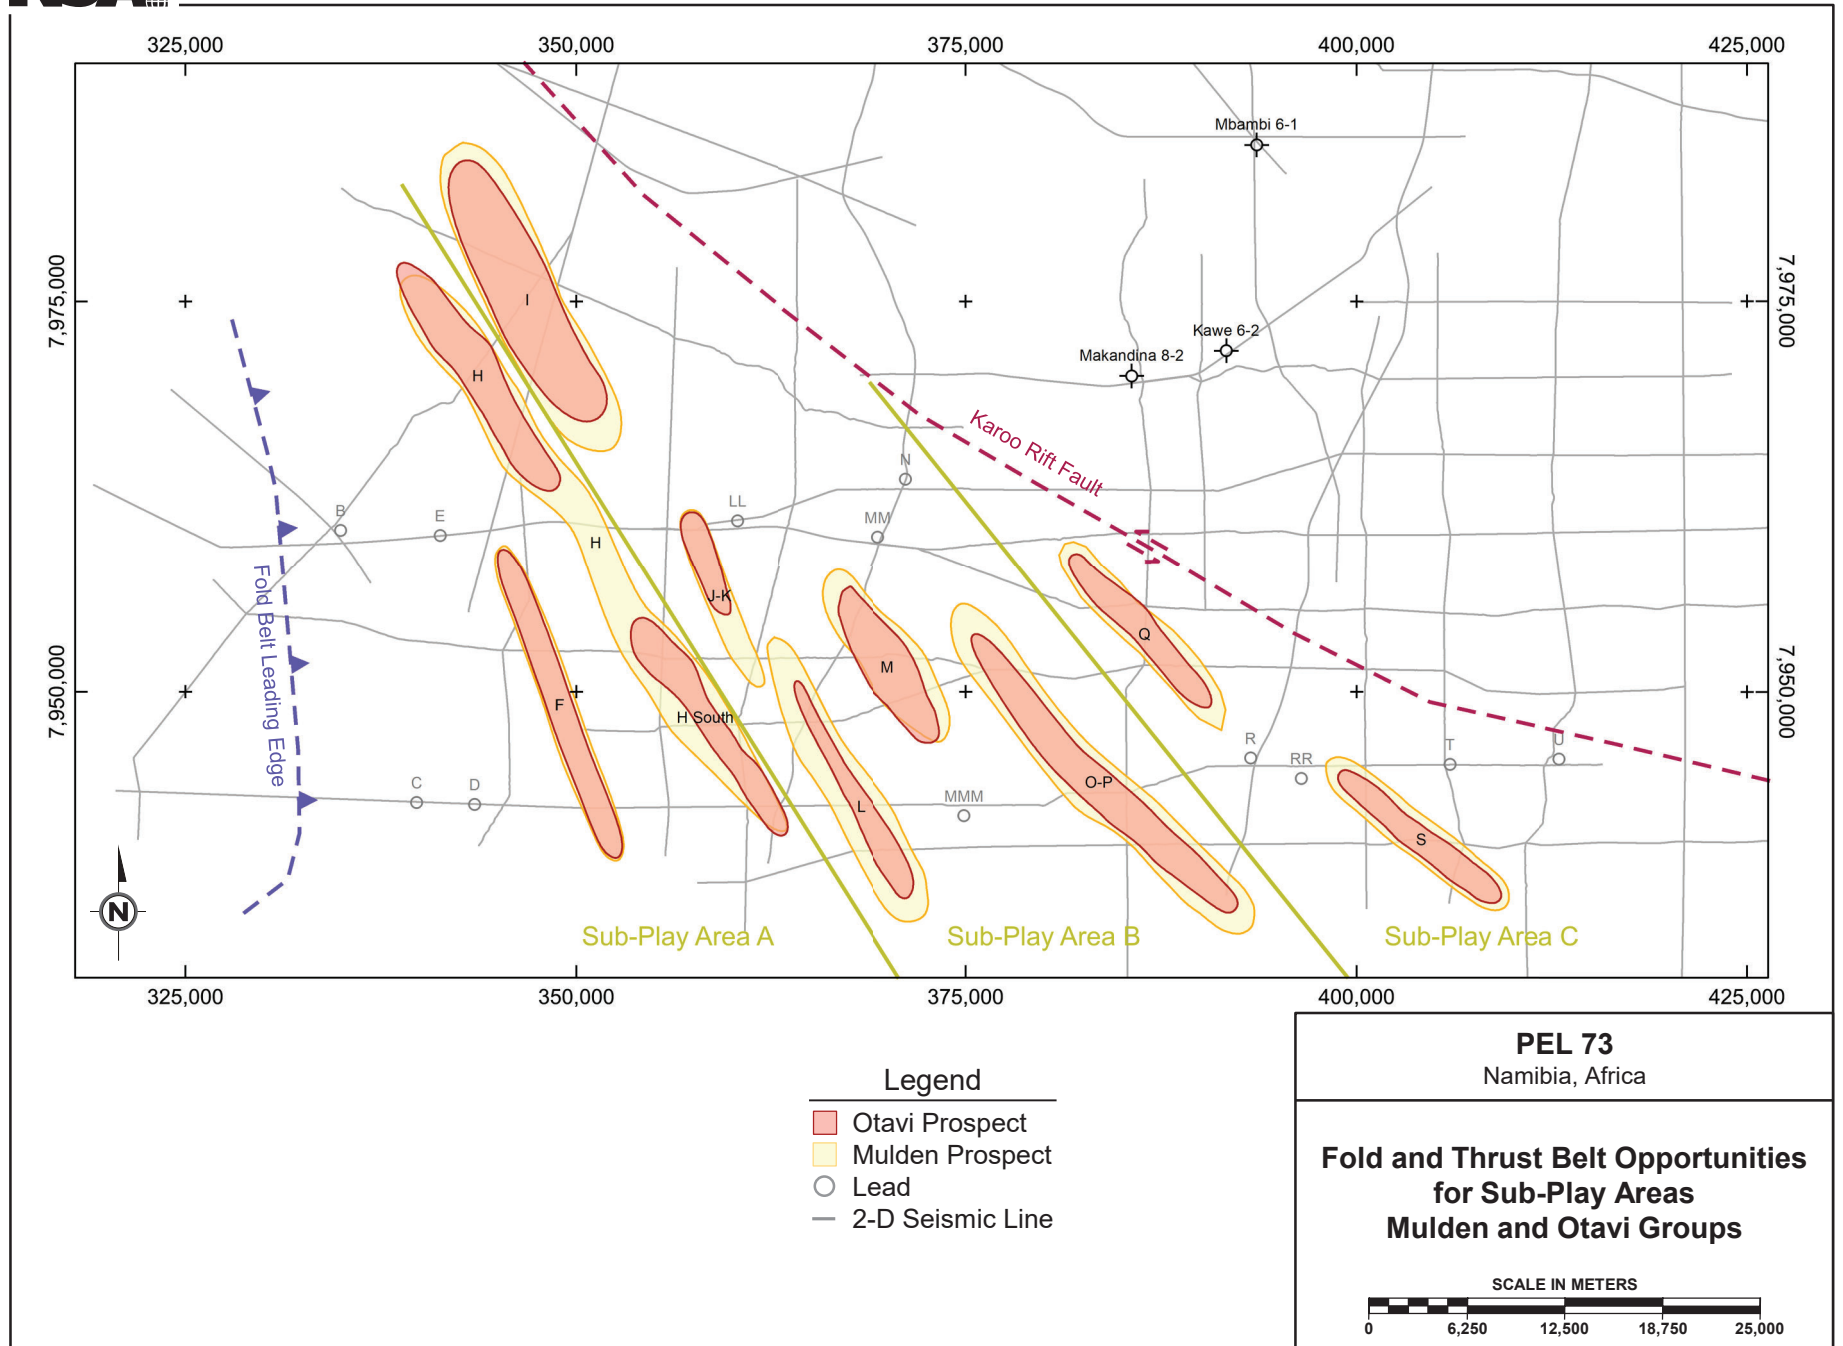 325,000
350,000
375,000
400,000
425,000
Mbambi 6-1
7,975,000
7,975,000
I
Kawe 6-2
Makandina 8-2
H
Karoo Rift Fault
N
LL
MM
B
E
H
J-K
Fold Belt Leading Edge
Q
M
7,950,000
7,950,000
F
H South
R
RR
T
U
C
D
O-P
MMM
L
S
N
Sub-Play Area A
Sub-Play Area B
Sub-Play Area C
325,000
350,000
375,000
400,000
425,000
Legend
Otavi Prospect
Mulden Prospect
Lead
2-D Seismic Line
PEL 73
Namibia, Africa
Fold and Thrust Belt Opportunities
for Sub-Play Areas
Mulden and Otavi Groups
SCALE IN METERS
0
6,250
12,500
18,750
25,000